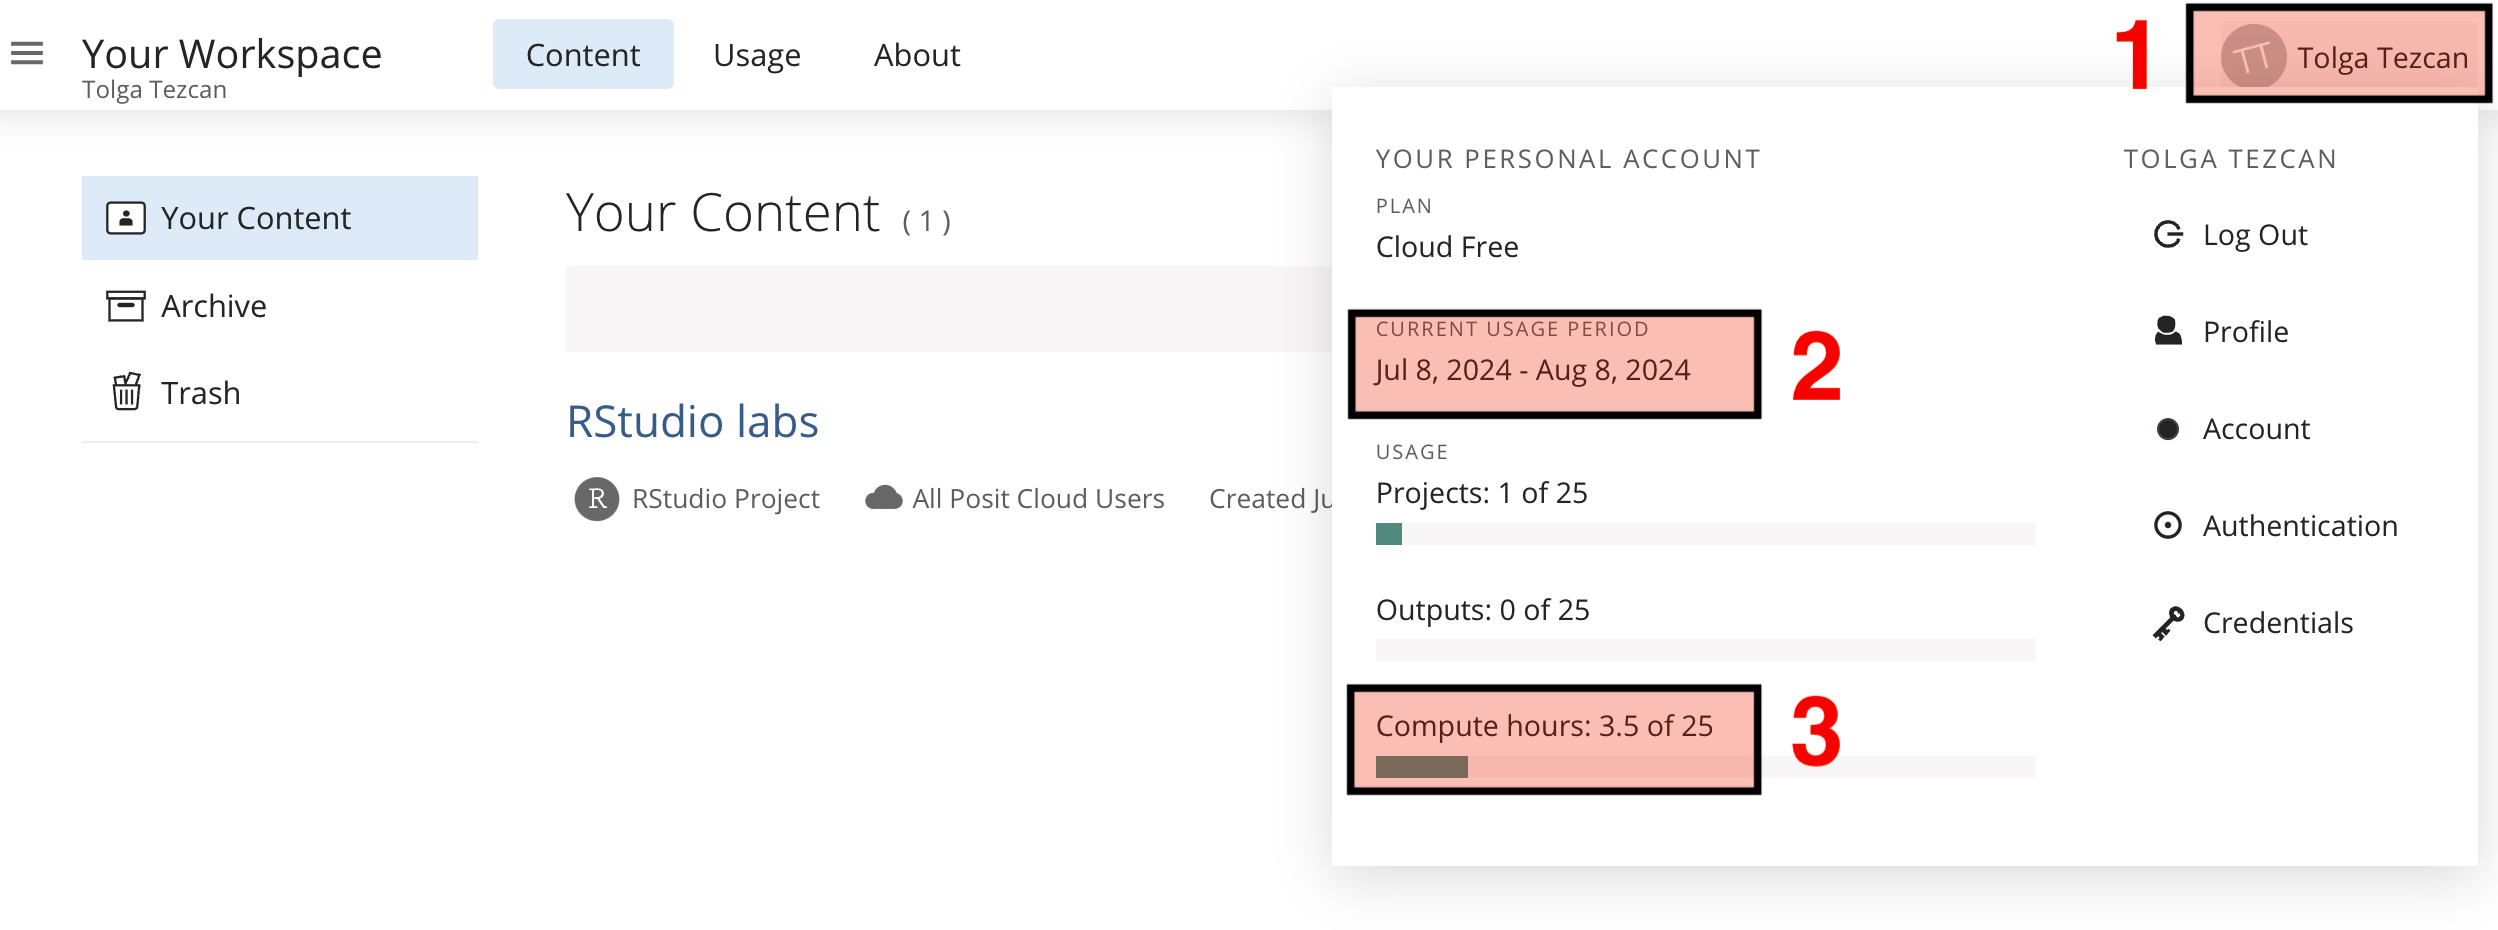 Your Workspace
Tolga Tezcan
Content
Usage
About
1
TT
Tolga Tezcan
Your Content
Archive
Trash
Your Content ( 1 )
RStudio labs
R
RStudio Project
All Posit Cloud Users
Created Ju
YOUR PERSONAL ACCOUNT
PLAN
Cloud Free
CURRENT USAGE PERIOD
Jul 8, 2024 - Aug 8, 2024
2
USAGE
Projects: 1 of 25
Outputs: 0 of 25
Compute hours: 3.5 of 25
3
TOLGA TEZCAN
Log Out
Profile
Account
Authentication
Credentials